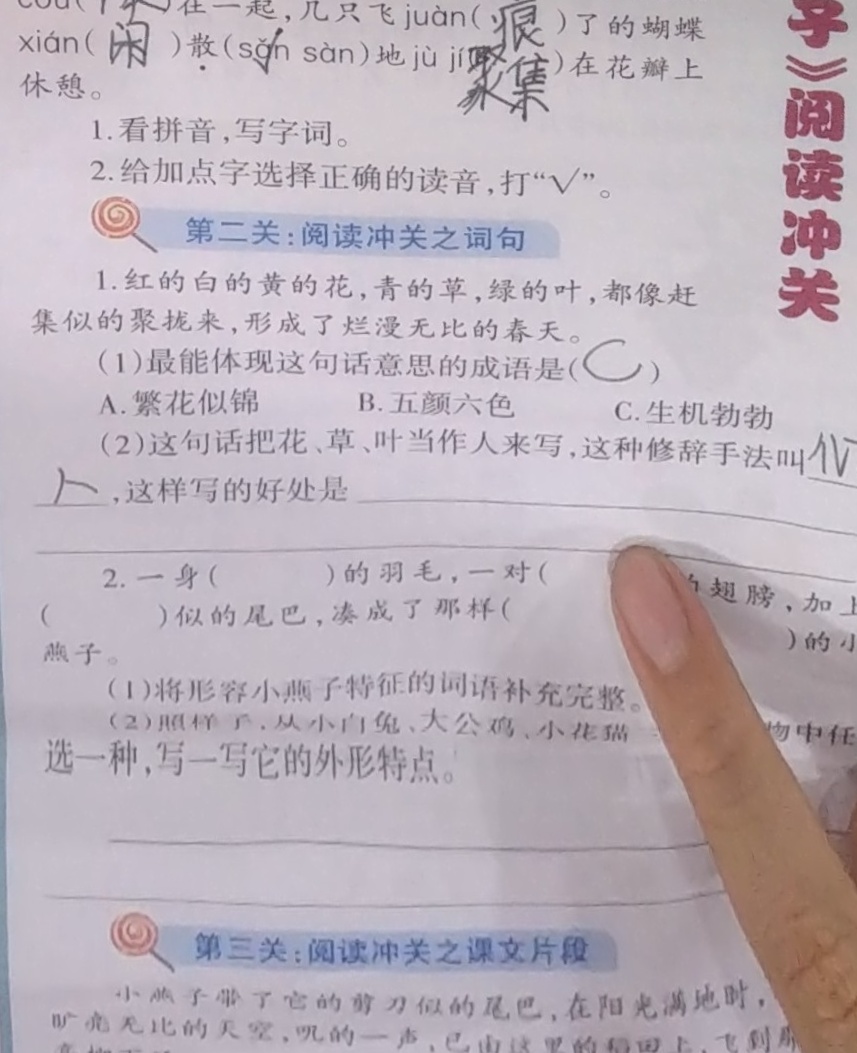 在一起,几只飞juàn(痕)了的蝴蝶
xián(闲)散(sǎn sàn)地jù jí(聚集)在花瓣上
休憩。
1.看拼音,写字词。
2.给加点字选择正确的读音,打“√”。
第二关:阅读冲关之词句
1.红的白的黄的花,青的草,绿的叶,都像赶
集似的聚拢来,形成了烂漫无比的春天。
(1)最能体现这句话意思的成语是(C)
A.繁花似锦 B.五颜六色 C.生机勃勃
(2)这句话把花、草、叶当作人来写,这种修辞手法叫
,这样写的好处是
2.一身( )的羽毛,一对( 翅膀,加上
( )似的尾巴,凑成了那样( )的小
燕子。
(1)将形容小燕子特征的词语补充完整。
(2)照样子,从小白兔、大公鸡、小花猫 物中任
选一种,写一写它的外形特点。
第三关:阅读冲关之课文片段
小燕子带了它的剪刀似的尾巴,在阳光满地时,
旷亮无比的天空,叽的一声,已由这里的稻田上,飞到那
子》阅读冲关